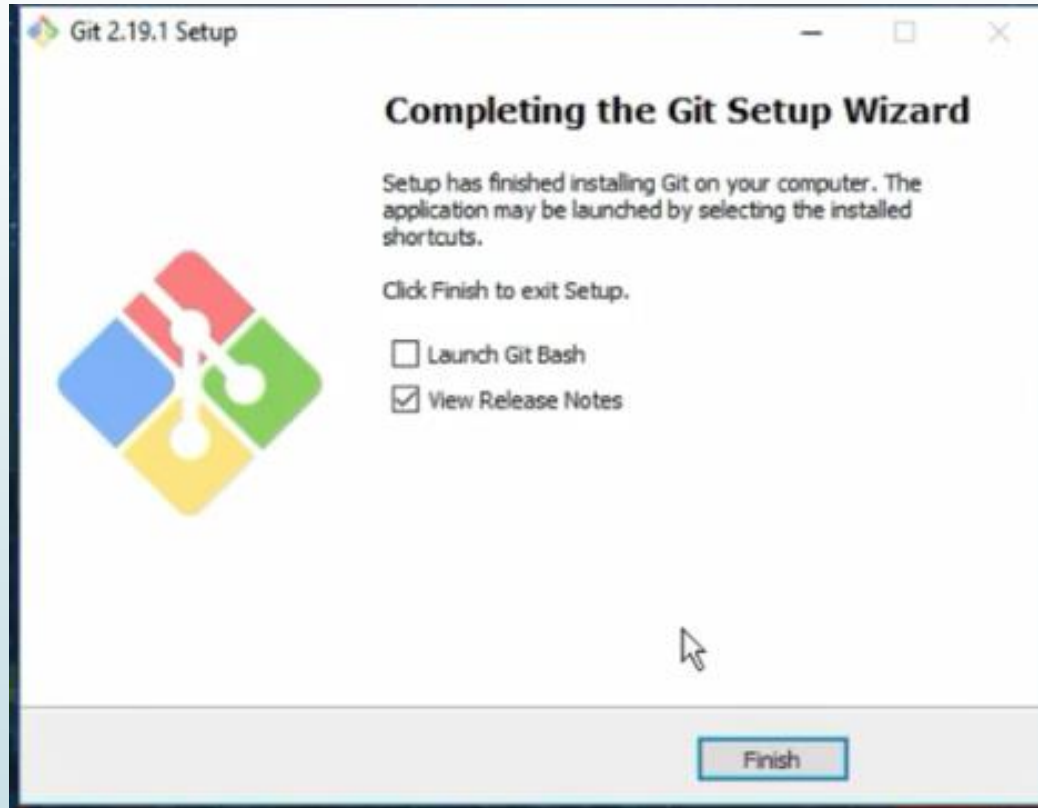 Git 2.19.1 Setup
Completing the Git Setup Wizard
Setup has finished installing Git on your computer. The
application may be launched by selecting the installed
shortcuts.
Click Finish to exit Setup.
Launch Git Bash
View Release Notes
Finish